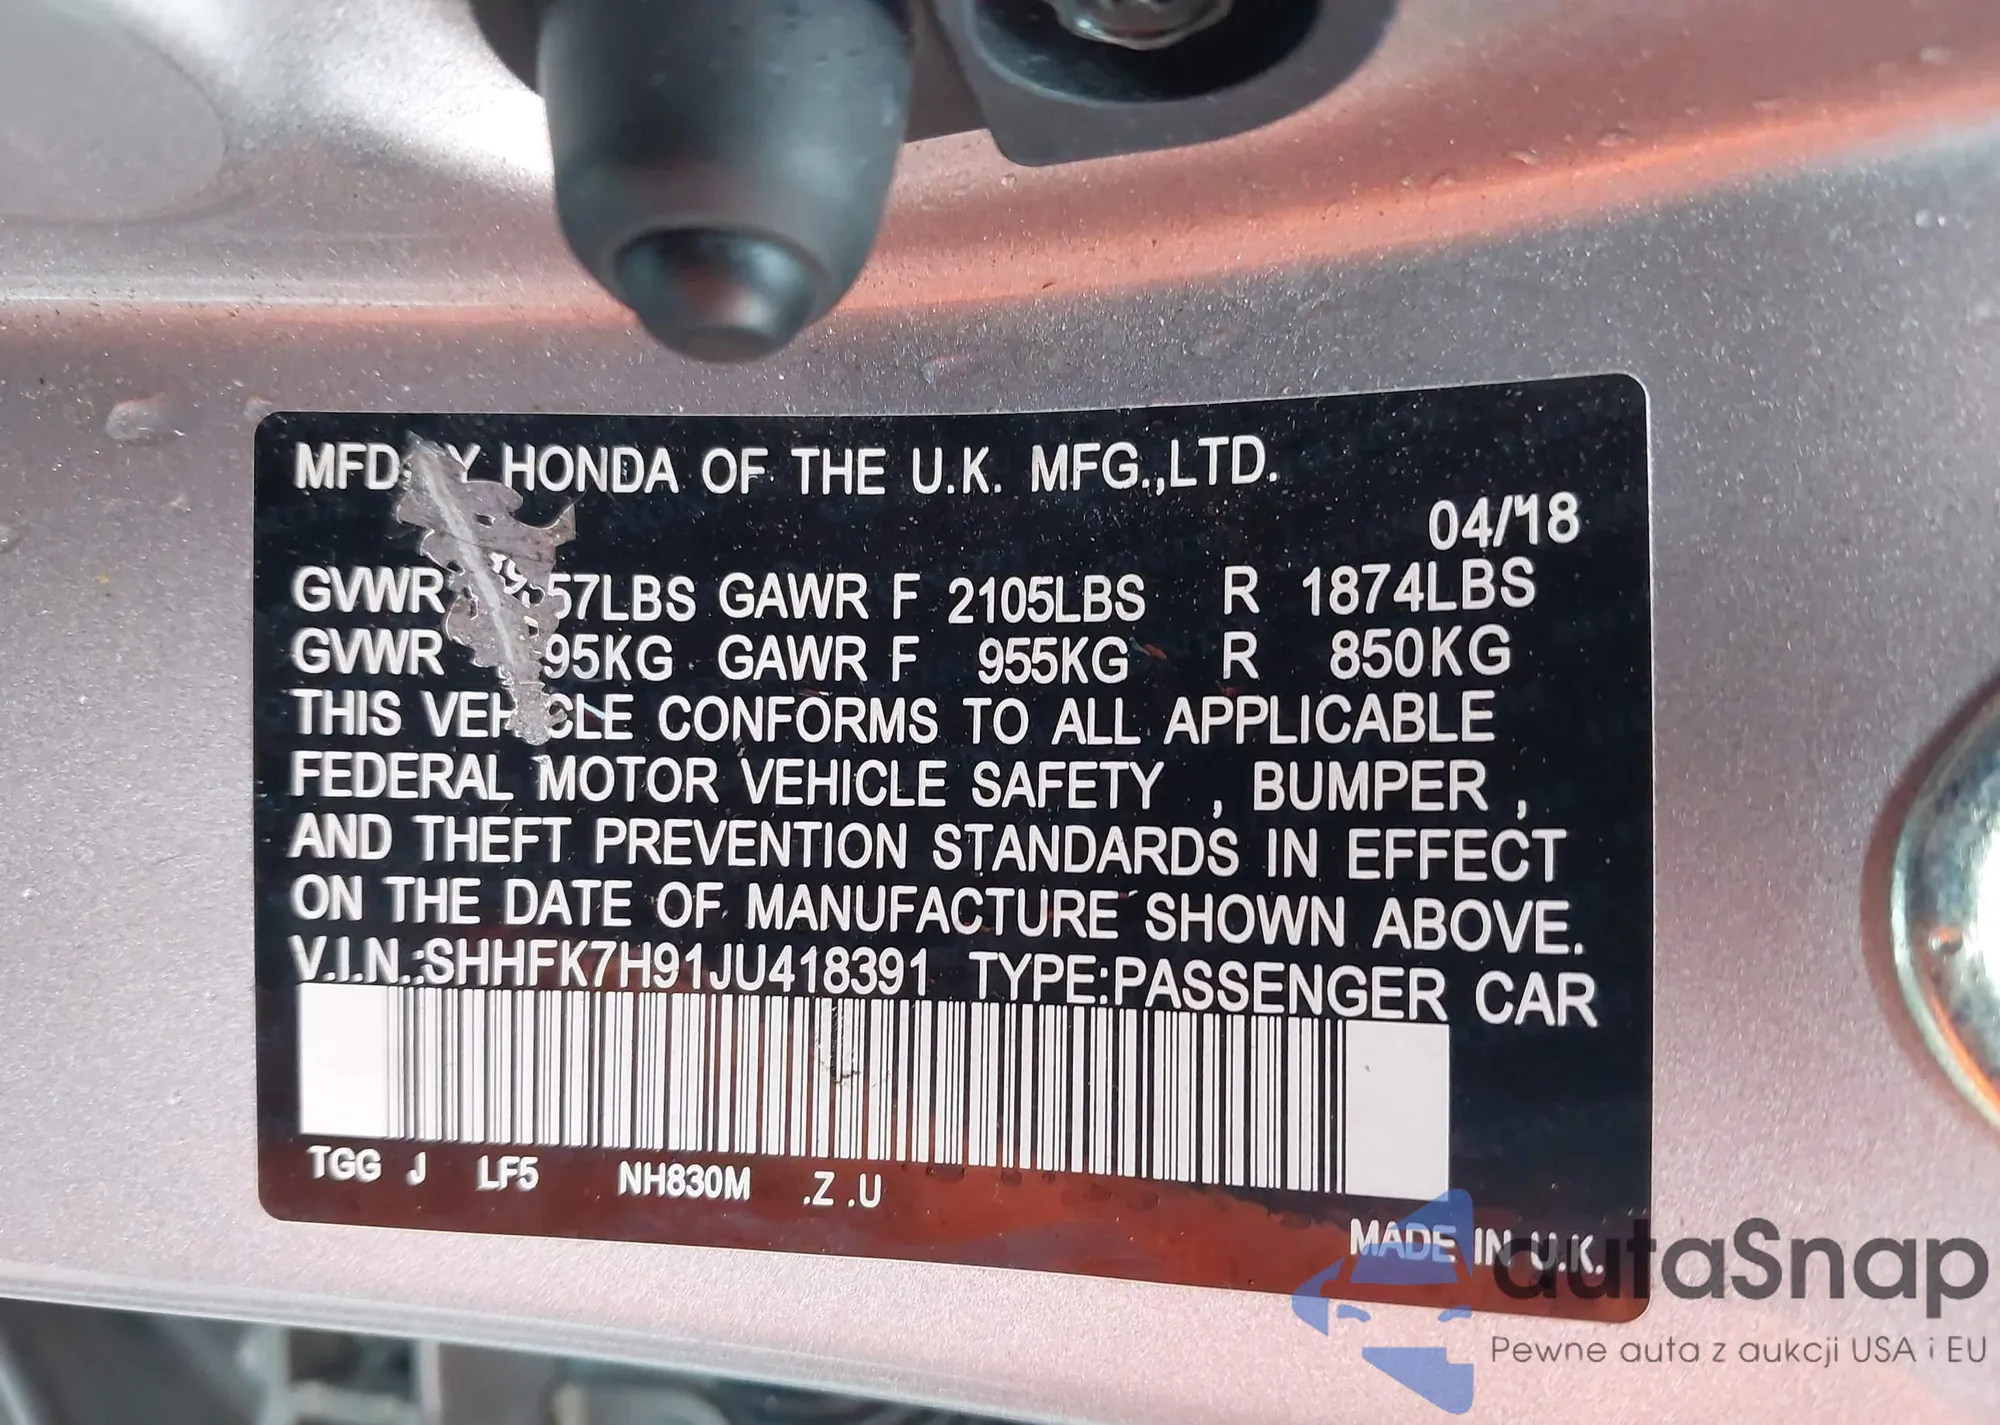 MFD HONDA OF THE U.K. MFG.,LTD.
04/18
GVWR 57LBS GAWR F 2105LBS R 1874LBS
GVWR 95KG GAWR F 955KG R 850KG
THIS VEHICLE CONFORMS TO ALL APPLICABLE
FEDERAL MOTOR VEHICLE SAFETY , BUMPER ,
AND THEFT PREVENTION STANDARDS IN EFFECT
ON THE DATE OF MANUFACTURE SHOWN ABOVE.
V.I.N.:SHHFK7H91JU418391 TYPE:PASSENGER CAR
TGG J LF5 NH830M .Z .U
MADE IN U.K.
autaSnap
Pewne auta z aukcji USA i EU